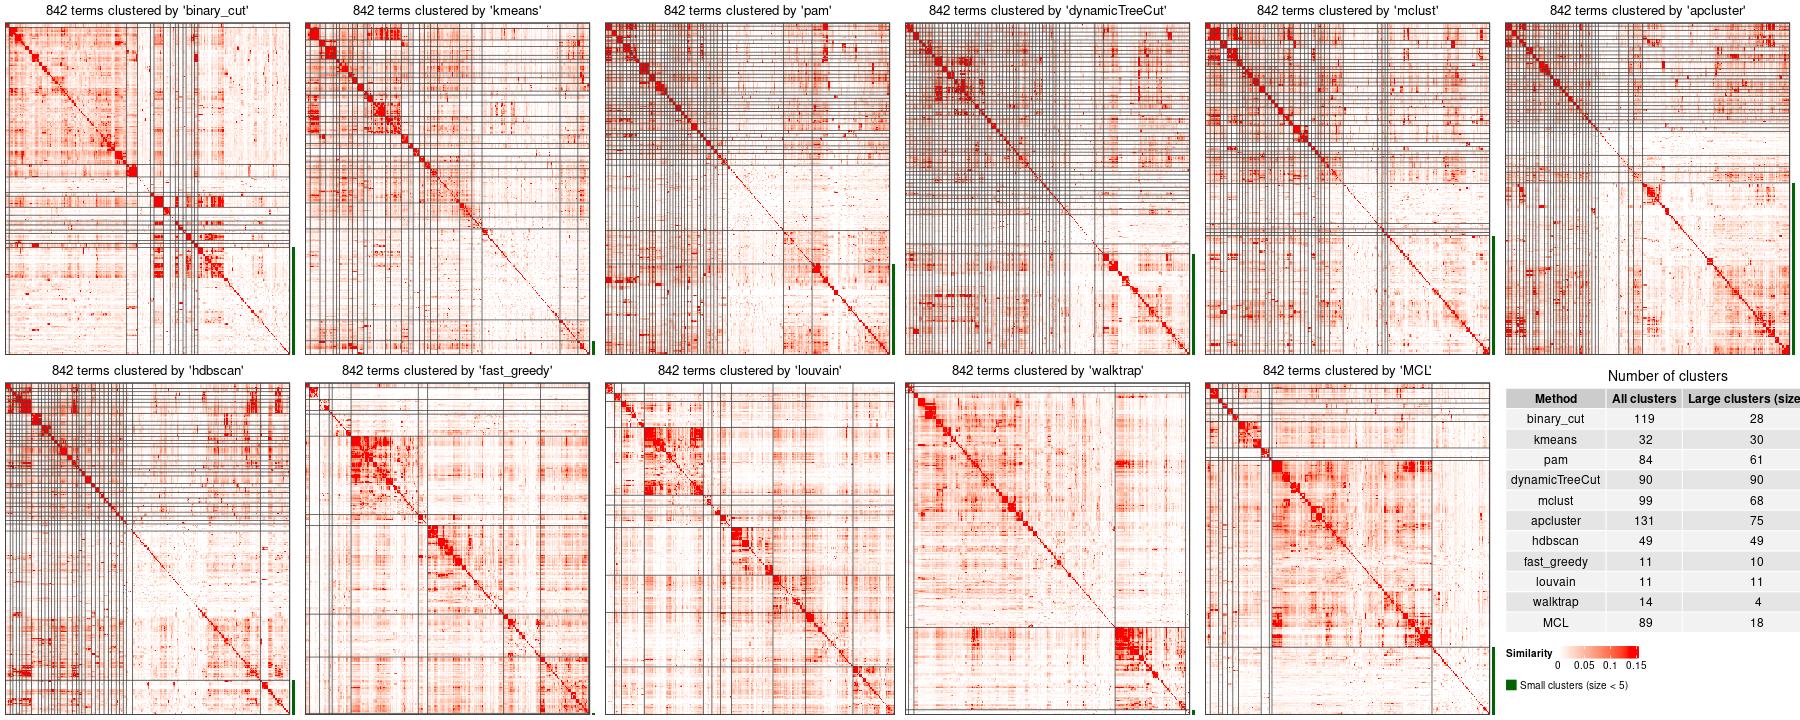 842 terms clustered by 'binary_cut'
842 terms clustered by 'kmeans'
842 terms clustered by 'pam'
842 terms clustered by 'dynamicTreeCut'
842 terms clustered by 'mclust'
842 terms clustered by 'apcluster'
842 terms clustered by 'hdbscan'
842 terms clustered by 'fast_greedy'
842 terms clustered by 'louvain'
842 terms clustered by 'walktrap'
842 terms clustered by 'MCL'
Number of clusters
Method All clusters Large clusters (size
binary_cut 119 28
kmeans 32 30
pam 84 61
dynamicTreeCut 90 90
mclust 99 68
apcluster 131 75
hdbscan 49 49
fast_greedy 11 10
louvain 11 11
walktrap 14 4
MCL 89 18
Similarity
0 0.05 0.1 0.15
Small clusters (size < 5)